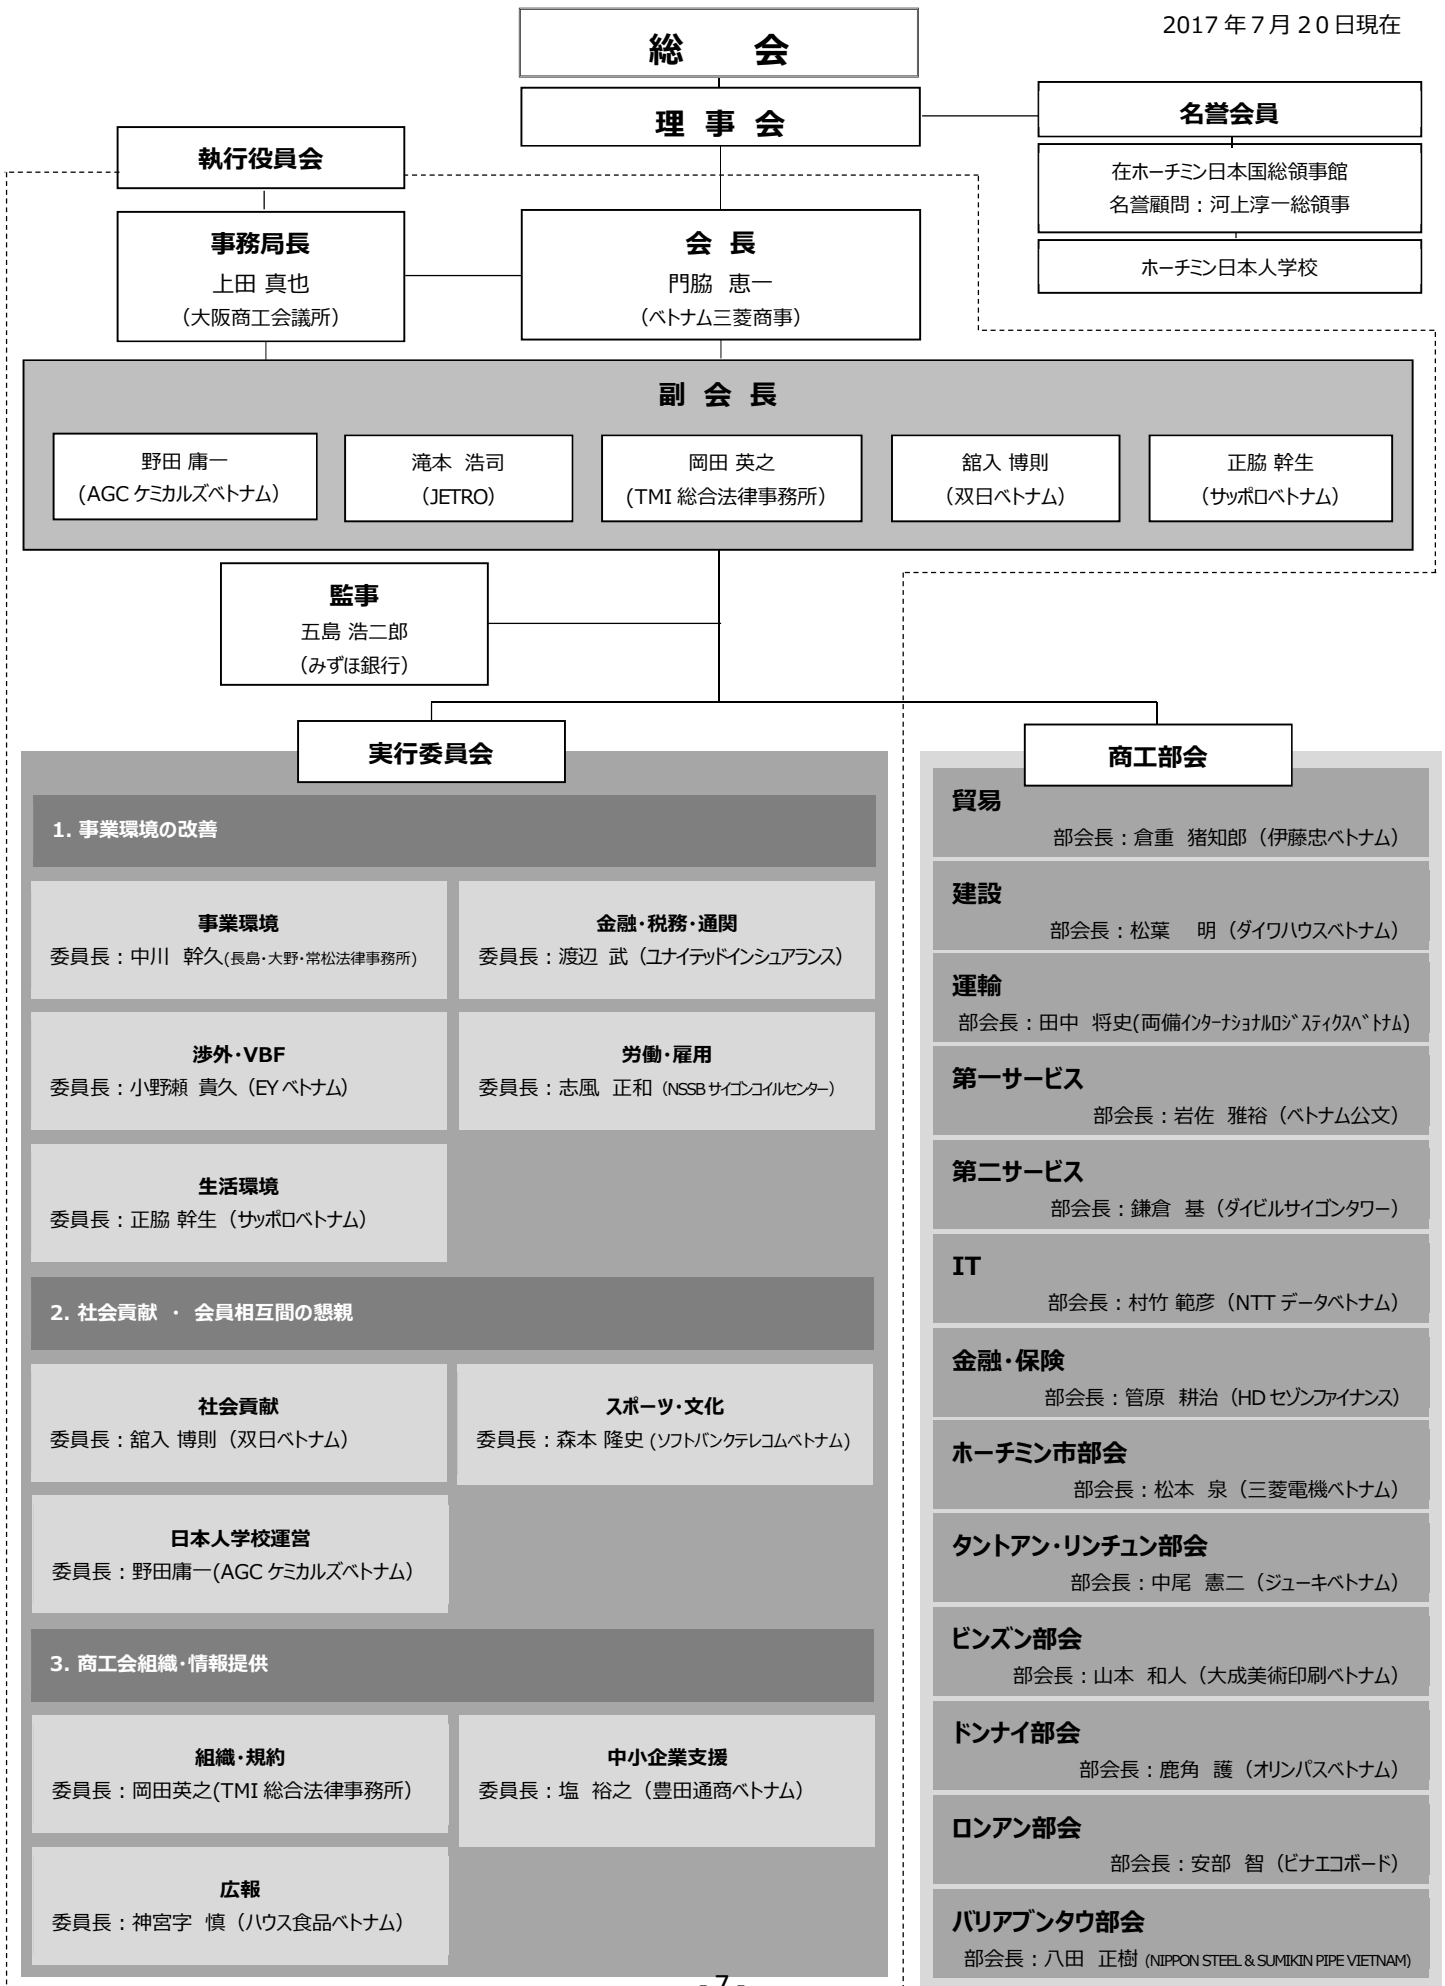 2017年7月20日現在
総　会
理 事 会
名誉会員
在ホーチミン日本国総領事館
名誉顧問：河上淳一総領事
ホーチミン日本人学校
執行役員会
事務局長
上田 真也
（大阪商工会議所）
会 長
門脇 恵一
（ベトナム三菱商事）
副 会 長
野田 庸一
（AGCケミカルズベトナム）
滝本 浩司
（JETRO）
岡田 英之
（TMI総合法律事務所）
舘入 博則
（双日ベトナム）
正脇 幹生
（サッポロベトナム）
監事
五島 浩二郎
（みずほ銀行）
実行委員会
1. 事業環境の改善
事業環境
委員長：中川 幹久(長島・大野・常松法律事務所)
金融・税務・通関
委員長：渡辺 武（ユナイテッドインシュアランス）
渉外・VBF
委員長：小野瀬 貴久（EYベトナム）
労働・雇用
委員長：志風 正和（NSSBサイゴンコイルセンター）
生活環境
委員長：正脇 幹生（サッポロベトナム）
2. 社会貢献 ・ 会員相互間の懇親
社会貢献
委員長：舘入 博則（双日ベトナム）
スポーツ・文化
委員長：森本 隆史(ソフトバンクテレコムベトナム)
日本人学校運営
委員長：野田庸一(AGCケミカルズベトナム）
3. 商工会組織・情報提供
組織・規約
委員長：岡田英之(TMI総合法律事務所）
中小企業支援
委員長：塩 裕之（豊田通商ベトナム）
広報
委員長：神宮字 慎（ハウス食品ベトナム）
商工部会
貿易
部会長：倉重 猪知郎（伊藤忠ベトナム）
建設
部会長：松葉 明（ダイワハウスベトナム）
運輸
部会長：田中 将史(両備ｲﾝﾀｰﾅｼｮﾅﾙﾛｼﾞｽﾃｨｸｽﾍﾞﾄﾅﾑ)
第一サービス
部会長：岩佐 雅裕（ベトナム公文）
第二サービス
部会長：鎌倉 基（ダイビルサイゴンタワー）
IT
部会長：村竹 範彦（NTTデータベトナム）
金融・保険
部会長：管原 耕治（HDセゾンファイナンス）
ホーチミン市部会
部会長：松本 泉（三菱電機ベトナム）
タントアン・リンチュン部会
部会長：中尾 憲二（ジューキベトナム）
ビンズン部会
部会長：山本 和人（大成美術印刷ベトナム）
ドンナイ部会
部会長：鹿角 護（オリンパスベトナム）
ロンアン部会
部会長：安部 智（ビナエコボード）
バリアブンタウ部会
部会長：八田 正樹（NIPPON STEEL & SUMIKIN PIPE VIETNAM）
- 7 -